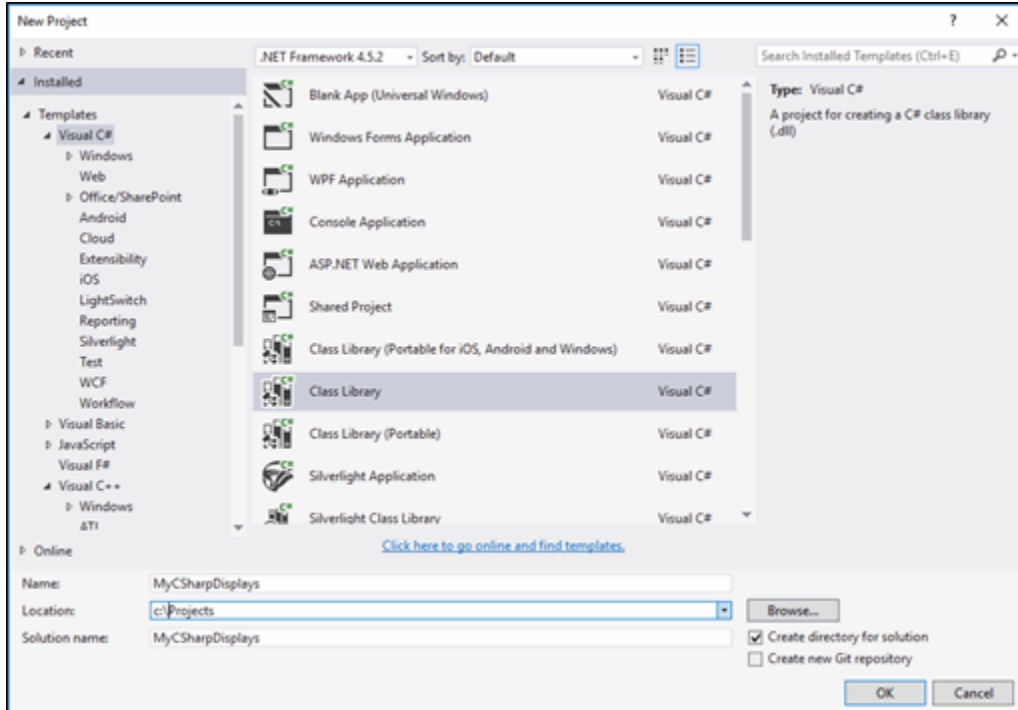 New Project
Recent
.NET Framework 4.5.2 Sort by: Default Search Installed Templates (Ctrl+E)
Installed
Templates
Visual C#
Windows
Web
Office/SharePoint
Android
Cloud
Extensibility
iOS
LightSwitch
Reporting
Silverlight
Test
WCF
Workflow
Visual Basic
JavaScript
Visual F#
Visual C++
Windows
ATL
Online
Blank App (Universal Windows) Visual C#
Windows Forms Application Visual C#
WPF Application Visual C#
Console Application Visual C#
ASP.NET Web Application Visual C#
Shared Project Visual C#
Class Library (Portable for iOS, Android and Windows) Visual C#
Class Library Visual C#
Class Library (Portable) Visual C#
Silverlight Application Visual C#
Silverlight Class Library Visual C#
Click here to go online and find templates.
Type: Visual C#
A project for creating a C# class library
(.dll)
Name: MyCSharpDisplays
Location: c:\Projects Browse...
Solution name: MyCSharpDisplays Create directory for solution
Create new Git repository
OK Cancel